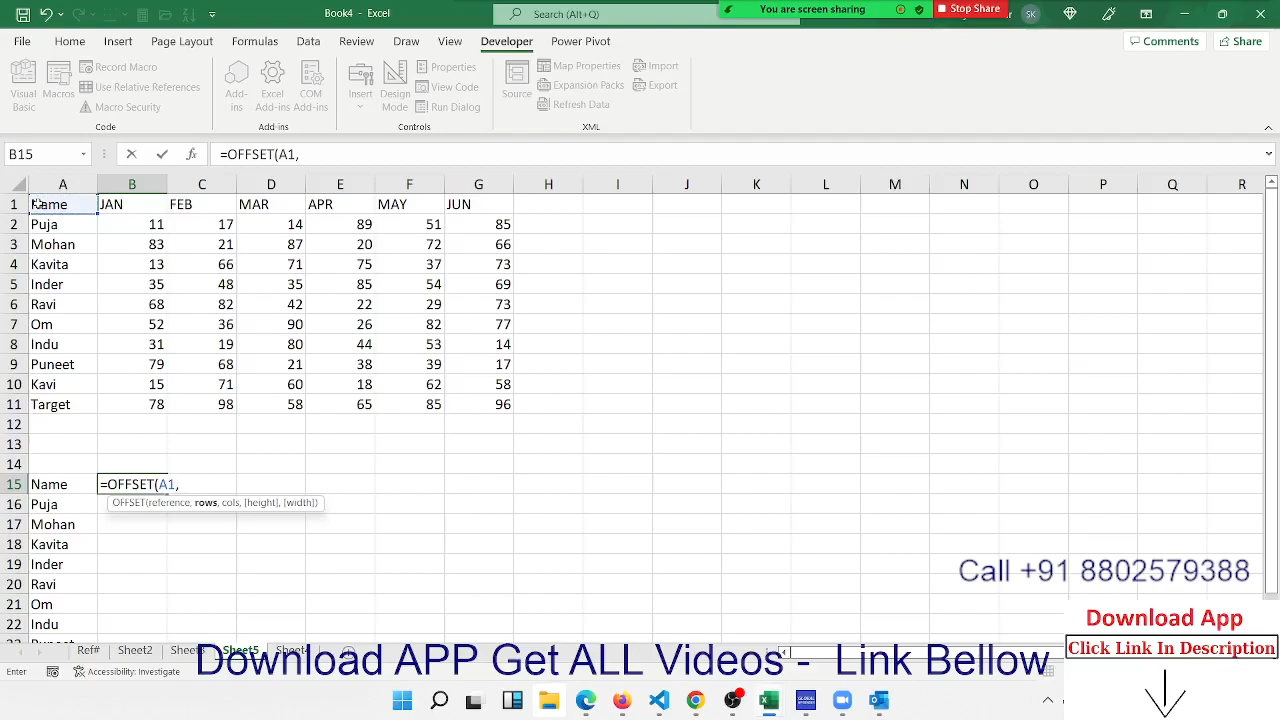 Book4 - Excel
Search (Alt+Q)
You are screen sharing
Stop Share
SK
File Home Insert Page Layout Formulas Data Review Draw View Developer Power Pivot
Comments Share
Visual Basic
Macros
Record Macro
Use Relative References
Macro Security
Code
Add-ins
Excel Add-ins
COM Add-ins
Add-ins
Insert
Design Mode
Properties
View Code
Run Dialog
Controls
Source
Map Properties
Expansion Packs
Refresh Data
Import
Export
XML
B15 fx =OFFSET(A1,
A B C D E F G H I J K L M N O P Q R
1 Name JAN FEB MAR APR MAY JUN
2 Puja 11 17 14 89 51 85
3 Mohan 83 21 87 20 72 66
4 Kavita 13 66 71 75 37 73
5 Inder 35 48 35 85 54 69
6 Ravi 68 82 42 22 29 73
7 Om 52 36 90 26 82 77
8 Indu 31 19 80 44 53 14
9 Puneet 79 68 21 38 39 17
10 Kavi 15 71 60 18 62 58
11 Target 78 98 58 65 85 96
12
13
14
15 Name =OFFSET(A1,
OFFSET(reference, rows, cols, [height], [width])
16 Puja
17 Mohan
18 Kavita
19 Inder
20 Ravi
21 Om
22 Indu
Call +91 8802579388
Download App
Click Link In Description
Ref# Sheet2 Sheet5
Download APP Get ALL Videos - Link Bellow
Enter Accessibility: Investigate